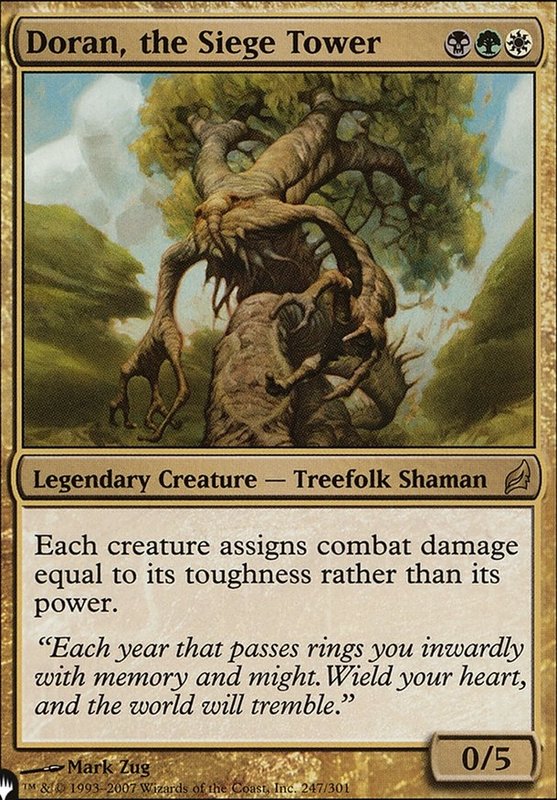 Doran, the Siege Tower
Legendary Creature — Treefolk Shaman
Each creature assigns combat damage
equal to its toughness rather than its
power.
“Each year that passes rings you inwardly
with memory and might. Wield your heart,
and the world will tremble.”
Mark Zug
0/5
™ & © 1993–2007 Wizards of the Coast, Inc. 247/301